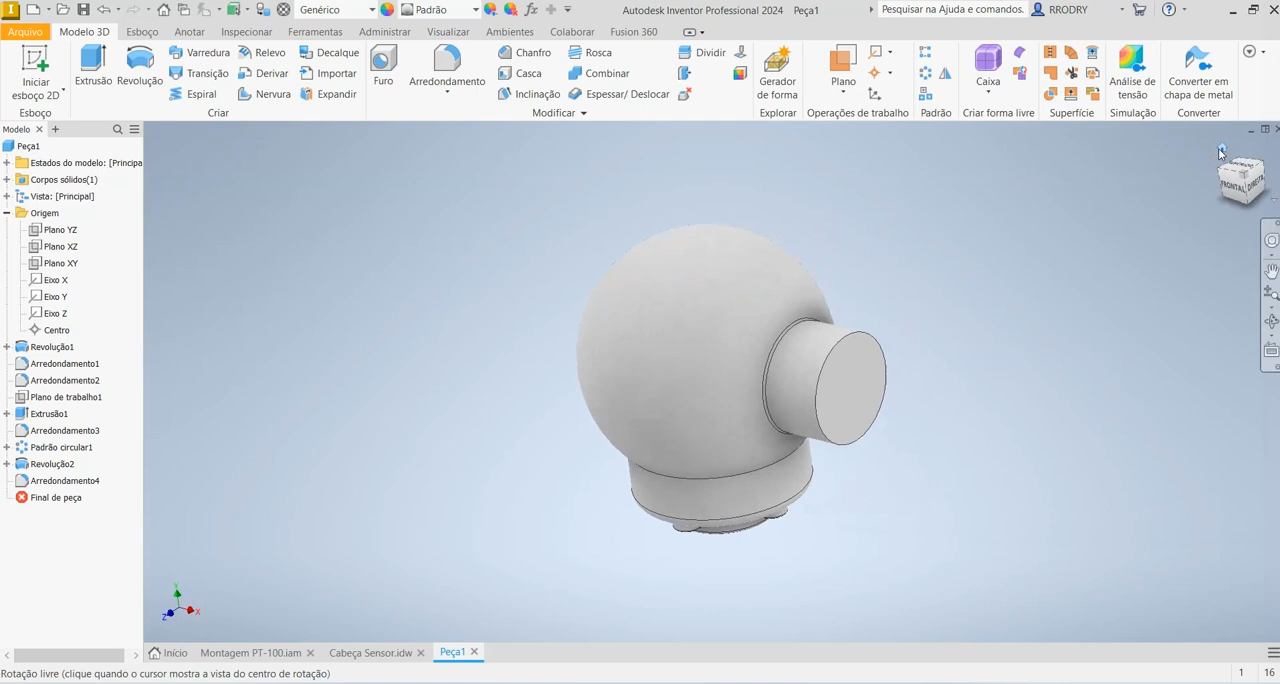 Genérico Padrão Autodesk Inventor Professional 2024 Peça1 Pesquisar na Ajuda e comandos. RRODRY
Arquivo Modelo 3D Esboço Anotar Inspecionar Ferramentas Administrar Visualizar Ambientes Colaborar Fusion 360
Iniciar
esboço 2D
Esboço
Extrusão
Revolução
Varredura
Transição
Espiral
Relevo
Derivar
Nervura
Decalque
Importar
Expandir
Criar
Furo
Arredondamento
Chanfro
Casca
Inclinação
Rosca
Combinar
Espessar/ Deslocar
Dividir
Modificar
Gerador
de forma
Explorar
Plano
Operações de trabalho
Padrão
Caixa
Criar forma livre
Superfície
Análise de
tensão
Simulação
Converter em
chapa de metal
Converter
Modelo
Peça1
Estados do modelo: [Principa
Corpos sólidos(1)
Vista: [Principal]
Origem
Plano YZ
Plano XZ
Plano XY
Eixo X
Eixo Y
Eixo Z
Centro
Revolução1
Arredondamento1
Arredondamento2
Plano de trabalho1
Extrusão1
Arredondamento3
Padrão circular1
Revolução2
Arredondamento4
Final de peça
FRONTAL DIREITA
Y
Z X
Início Montagem PT-100.iam Cabeça Sensor.idw Peça1
Rotação livre (clique quando o cursor mostra a vista do centro de rotação) 1 16